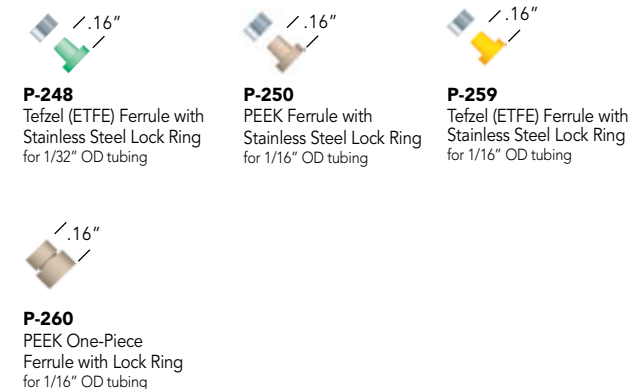 .16"
P-248
Tefzel (ETFE) Ferrule with
Stainless Steel Lock Ring
for 1/32" OD tubing
.16"
P-250
PEEK Ferrule with
Stainless Steel Lock Ring
for 1/16" OD tubing
.16"
P-259
Tefzel (ETFE) Ferrule with
Stainless Steel Lock Ring
for 1/16" OD tubing
.16"
P-260
PEEK One-Piece
Ferrule with Lock Ring
for 1/16" OD tubing